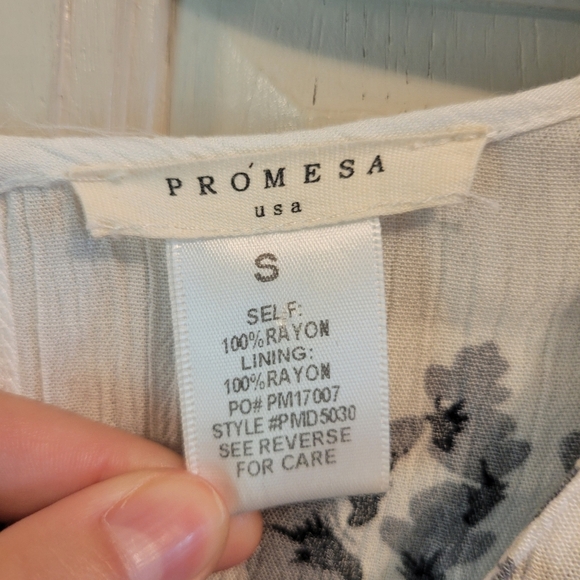 PRÓMESA
usa
S
SELF:
100%RAYON
LINING:
100%RAYON
PO# PM17007
STYLE #PMD5030
SEE REVERSE
FOR CARE